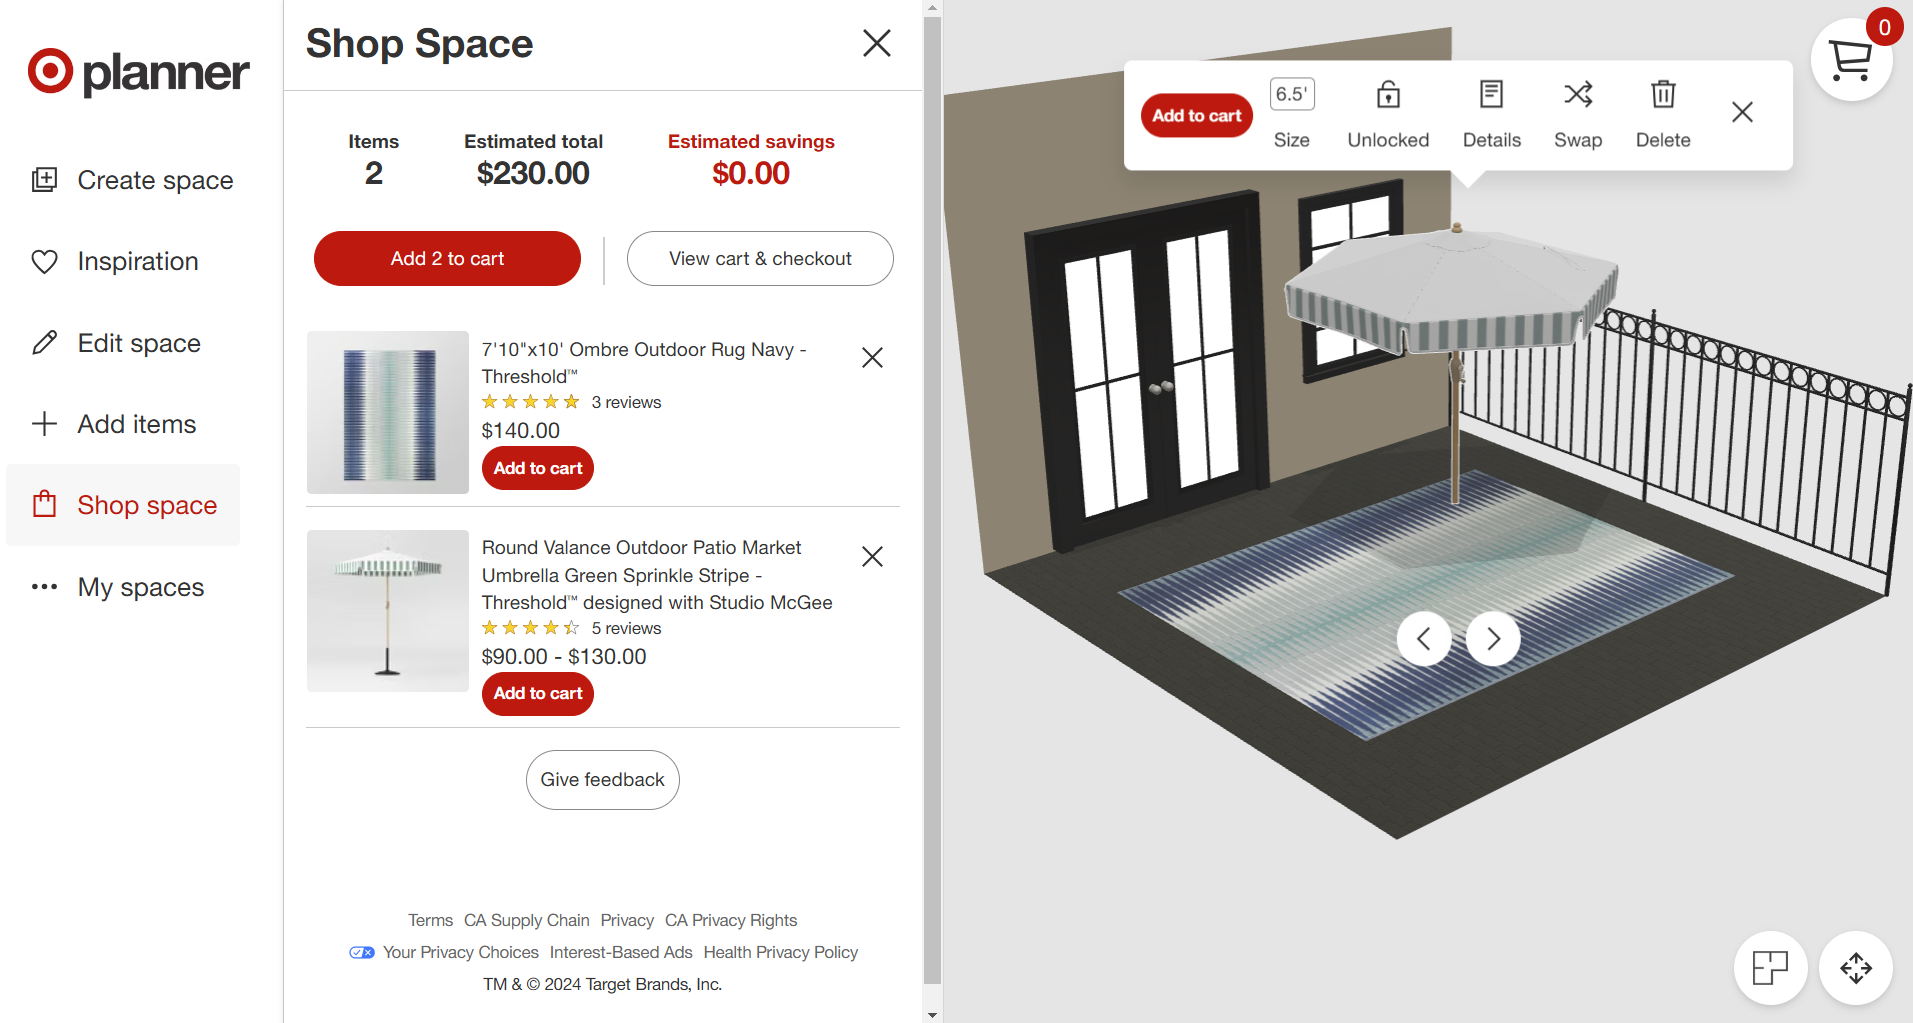 planner
Create space
Inspiration
Edit space
Add items
Shop space
My spaces
Shop Space
Items
2
Estimated total
$230.00
Estimated savings
$0.00
Add 2 to cart
View cart & checkout
7'10"x10' Ombre Outdoor Rug Navy -
Threshold™
3 reviews
$140.00
Add to cart
Round Valance Outdoor Patio Market
Umbrella Green Sprinkle Stripe -
Threshold™ designed with Studio McGee
5 reviews
$90.00 - $130.00
Add to cart
Give feedback
Terms CA Supply Chain Privacy CA Privacy Rights
Your Privacy Choices Interest-Based Ads Health Privacy Policy
TM & © 2024 Target Brands, Inc.
0
Add to cart
6.5'
Size
Unlocked
Details
Swap
Delete